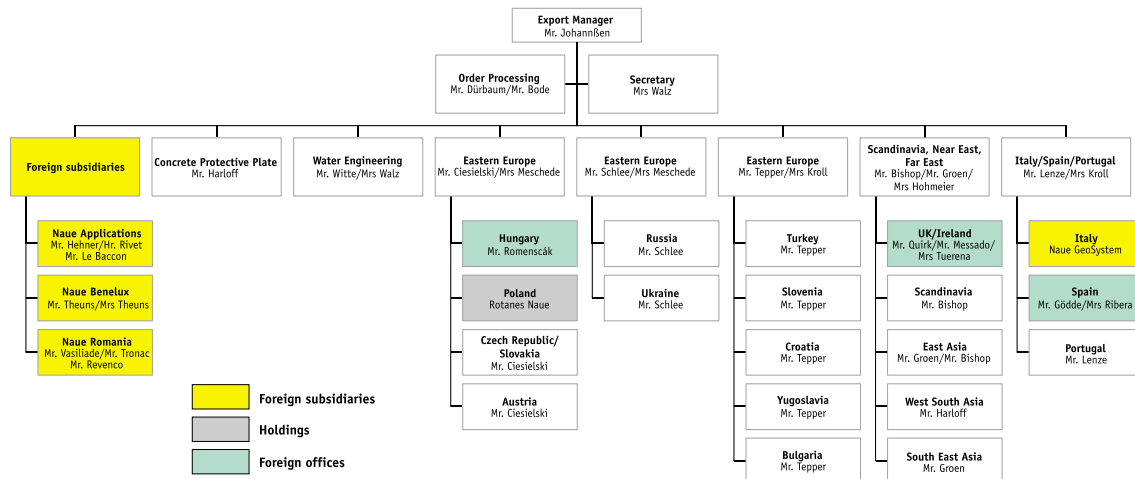 Export Manager
Mr. Johannßen
Order Processing
Mr. Dürbaum/Mr. Bode
Secretary
Mrs Walz
Foreign subsidiaries
Concrete Protective Plate
Mr. Harloff
Water Engineering
Mr. Witte/Mrs Walz
Eastern Europe
Mr. Ciesielski/Mrs Meschede
Eastern Europe
Mr. Schlee/Mrs Meschede
Eastern Europe
Mr. Tepper/Mrs Kroll
Scandinavia, Near East,
Far East
Mr. Bishop/Mr. Groen/
Mrs Hohmeier
Italy/Spain/Portugal
Mr. Lenze/Mrs Kroll
Naue Applications
Mr. Hehner/Hr. Rivet
Mr. Le Baccon
Naue Benelux
Mr. Theuns/Mrs Theuns
Naue Romania
Mr. Vasiliade/Mr. Tronac
Mr. Revenco
Hungary
Mr. Romenscák
Poland
Rotanes Naue
Czech Republic/
Slovakia
Mr. Ciesielski
Austria
Mr. Ciesielski
Russia
Mr. Schlee
Ukraine
Mr. Schlee
Turkey
Mr. Tepper
Slovenia
Mr. Tepper
Croatia
Mr. Tepper
Yugoslavia
Mr. Tepper
Bulgaria
Mr. Tepper
UK/Ireland
Mr. Quirk/Mr. Messado/
Mrs Tuerena
Scandinavia
Mr. Bishop
East Asia
Mr. Groen/Mr. Bishop
West South Asia
Mr. Harloff
South East Asia
Mr. Groen
Italy
Naue GeoSystem
Spain
Mr. Gödde/Mrs Ribera
Portugal
Mr. Lenze
Foreign subsidiaries
Holdings
Foreign offices